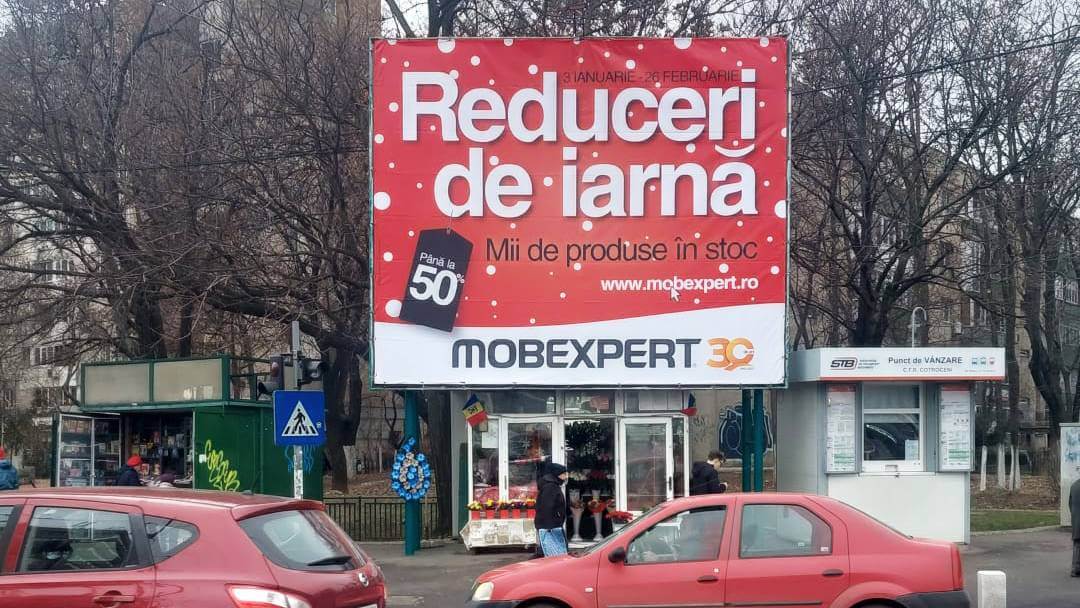 3 IANUARIE - 26 FEBRUARIE
Reduceri
de iarnă
Mii de produse în stoc
www.mobexpert.ro
Până la
50%
MOBEXPERT 30
STB
Punct de VÂNZARE
C.F.R. COTROCENI